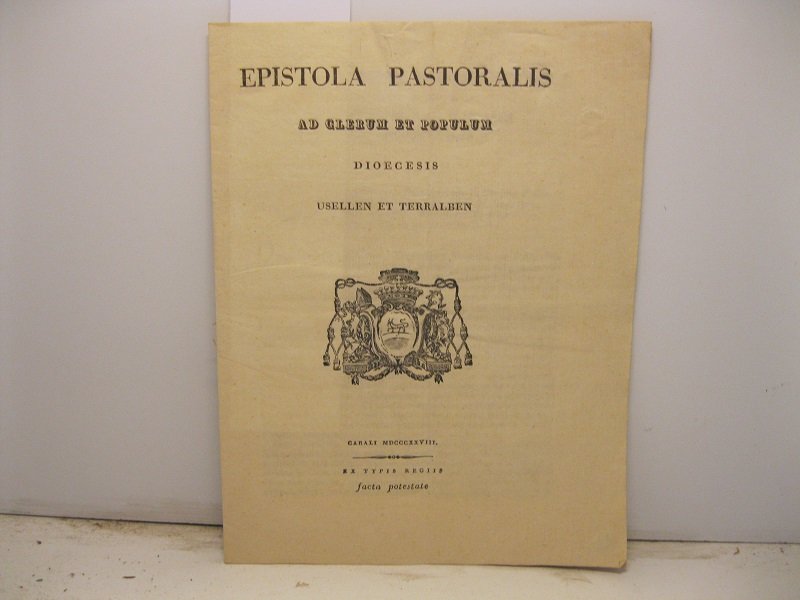 EPISTOLA PASTORALIS
AD CLERUM ET POPULUM
DIOECESIS
USELLEN ET TERRALBEN
CARALI MDCCCXXVIII.
EX TYPIS REGIIS
facta potestate